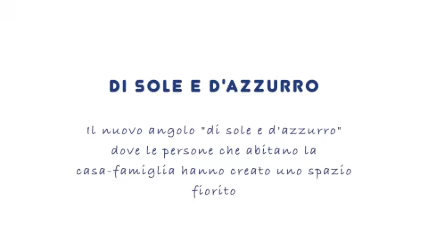 DI SOLE E D'AZZURRO
Il nuovo angolo "di sole e d'azzurro"
dove le persone che abitano la
casa-famiglia hanno creato uno spazio
fiorito